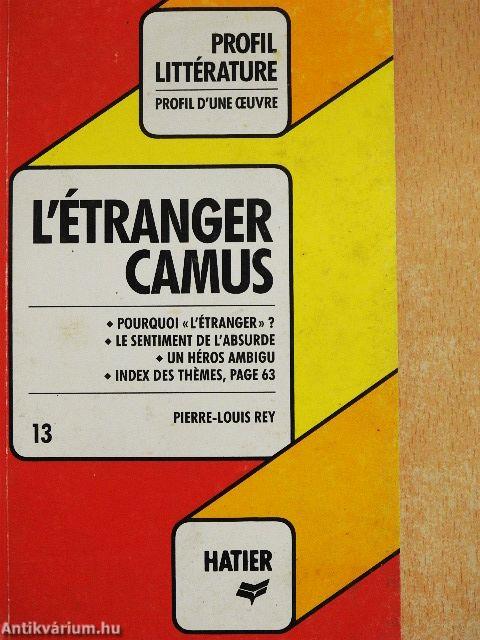 PROFIL
LITTÉRATURE
PROFIL D'UNE ŒUVRE
L'ÉTRANGER
CAMUS
• POURQUOI «L'ÉTRANGER» ?
• LE SENTIMENT DE L'ABSURDE
• UN HÉROS AMBIGU
• INDEX DES THÈMES, PAGE 63
PIERRE-LOUIS REY
13
HATIER
Antikvárium.hu